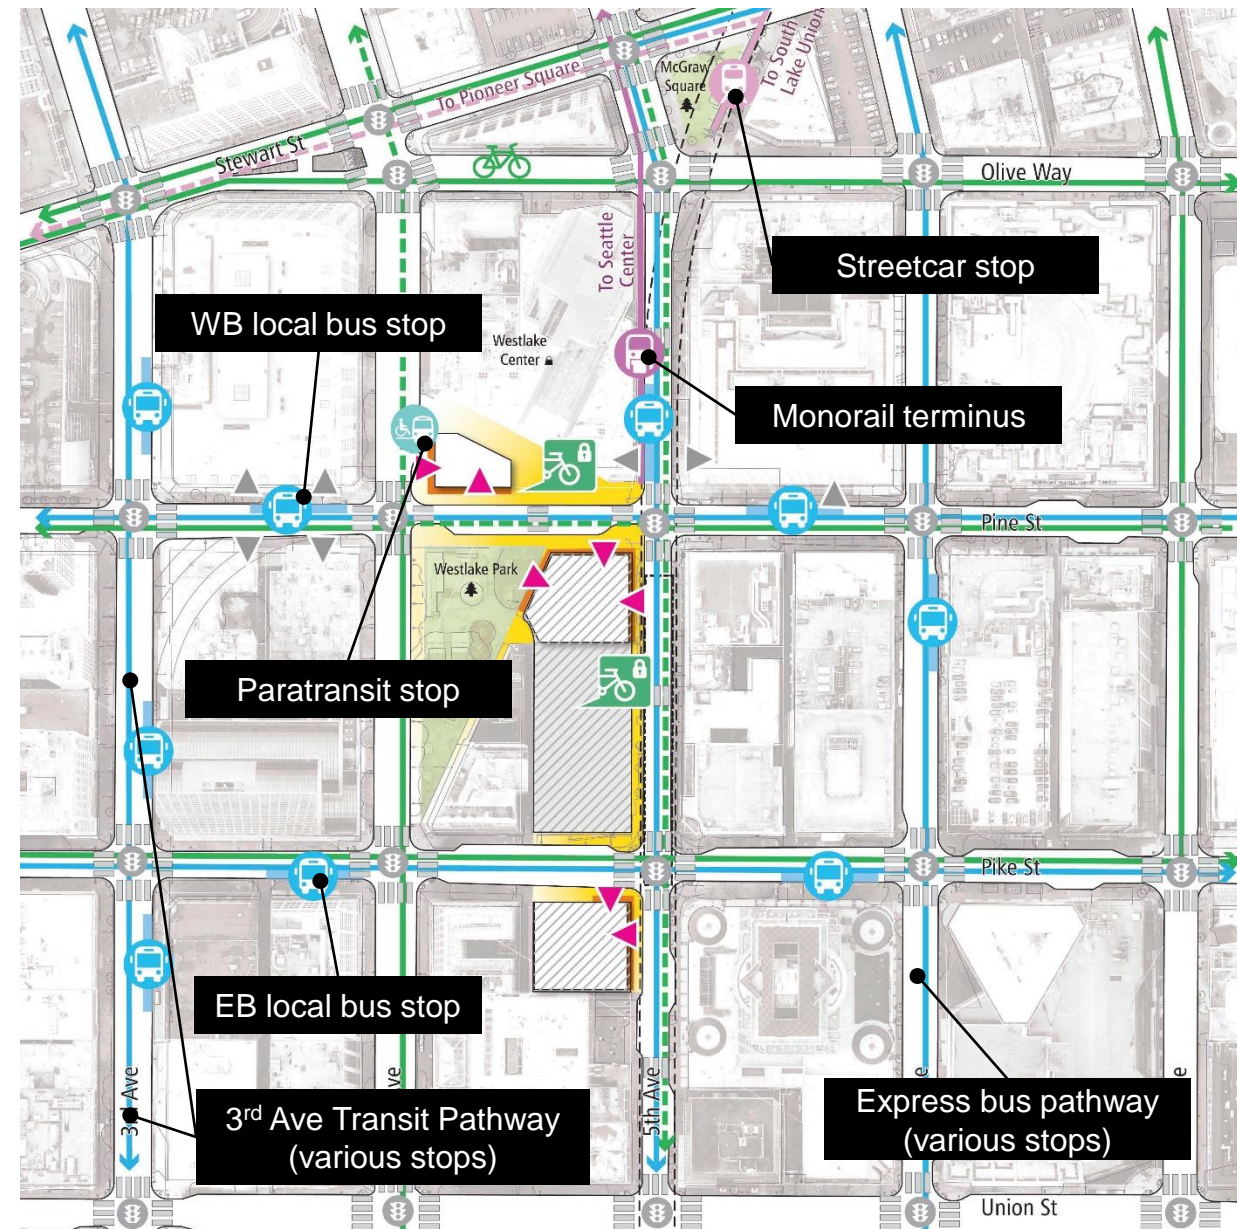 To Pioneer Square
McGraw
Square
To South
Lake Union
Stewart St
Olive Way
To Seattle
Center
Streetcar stop
WB local bus stop
Westlake
Center
Monorail terminus
Pine St
Westlake Park
Paratransit stop
Pike St
EB local bus stop
3rd Ave
5th Ave
3rd Ave Transit Pathway
(various stops)
Express bus pathway
(various stops)
Union St